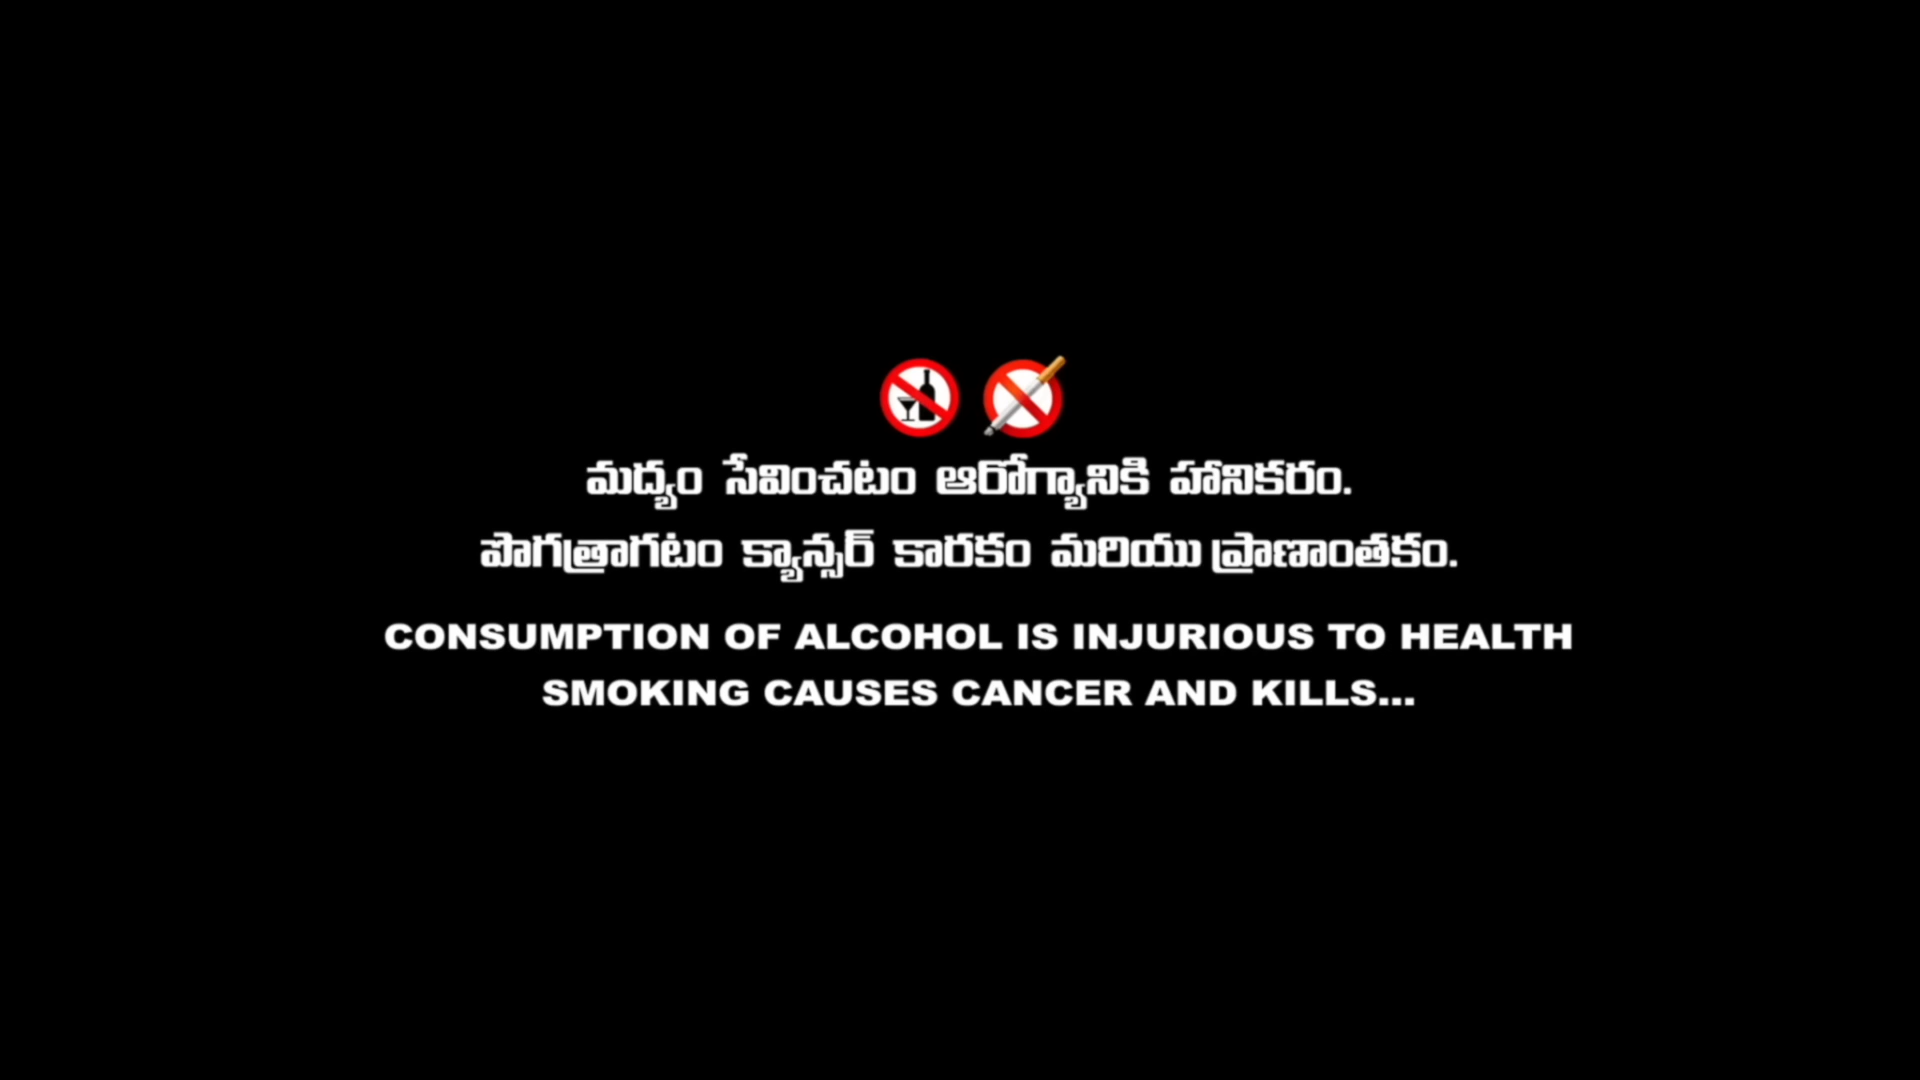 మద్యం సేవించటం ఆరోగ్యానికి హానికరం.
పొగత్రాగటం క్యాన్సర్ కారకం మరియు ప్రాణాంతకం.
CONSUMPTION OF ALCOHOL IS INJURIOUS TO HEALTH
SMOKING CAUSES CANCER AND KILLS...